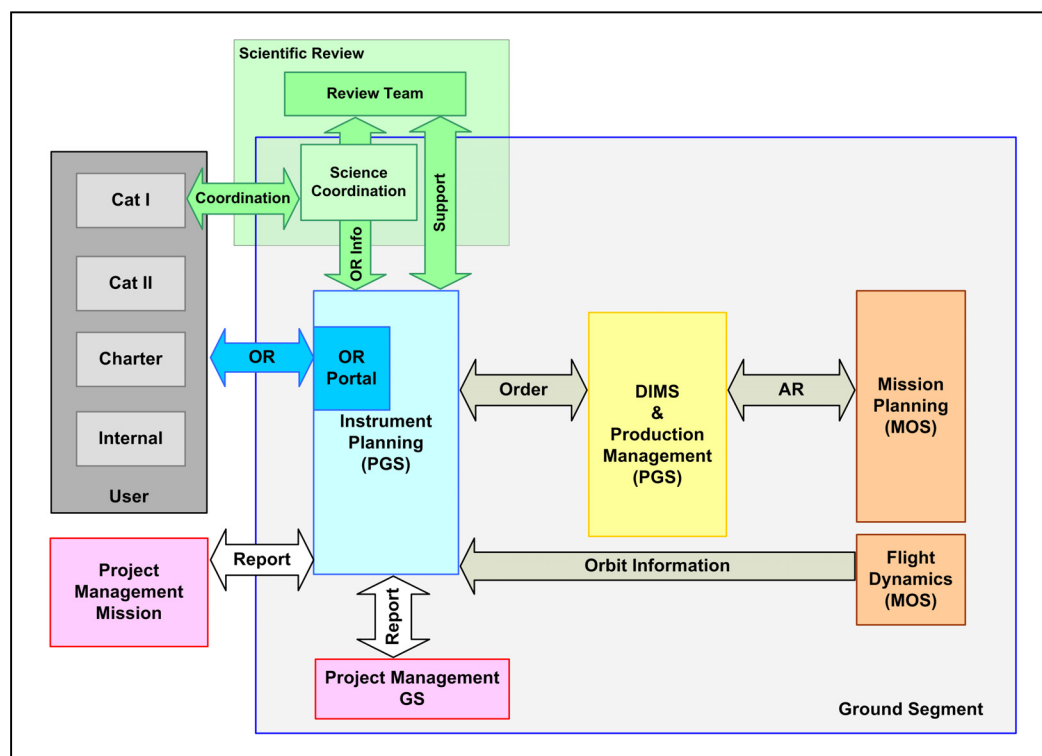 Scientific Review
Review Team
Science
Coordination
Coordination
OR Info
Support
Cat I
Cat II
Charter
Internal
User
OR
OR
Portal
Instrument
Planning
(PGS)
Order
DIMS
&
Production
Management
(PGS)
AR
Mission
Planning
(MOS)
Project
Management
Mission
Report
Orbit Information
Flight
Dynamics
(MOS)
Report
Project Management
GS
Ground Segment